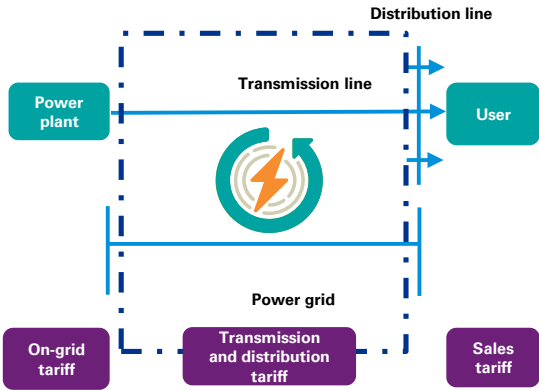 Distribution line
Transmission line
Power
plant
User
Power grid
On-grid
tariff
Transmission
and distribution
tariff
Sales
tariff